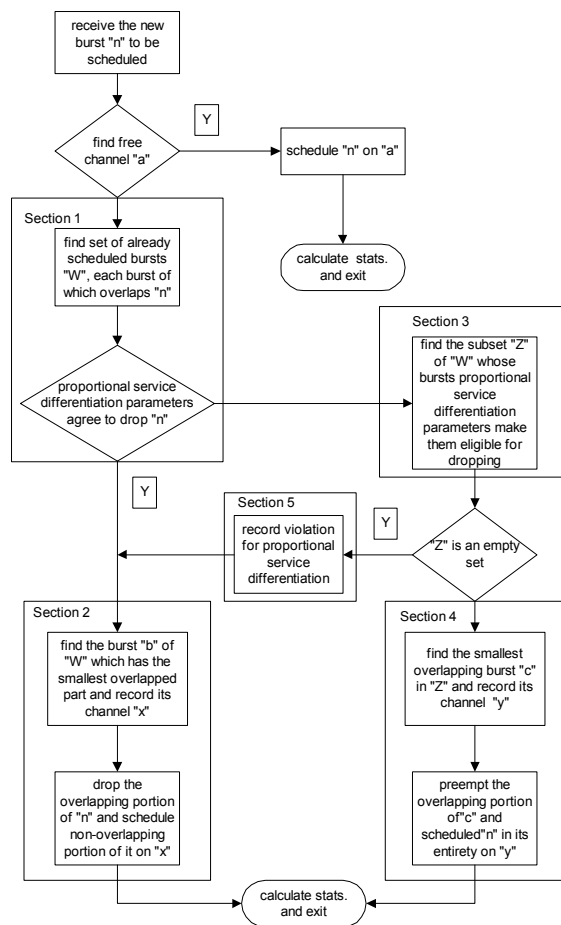 receive the new
burst "n" to be
scheduled
Y
find free
channel "a"
schedule "n" on "a"
calculate stats.
and exit
Section 1
find set of already
scheduled bursts
"W", each burst of
which overlaps "n"
proportional service
differentiation parameters
agree to drop "n"
Y
Section 3
find the subset "Z"
of "W" whose
bursts proportional
service
differentiation
parameters make
them eligible for
dropping
Section 5
record violation
for proportional
service
differentiation
Y
"Z" is an empty
set
Section 2
find the burst "b" of
"W" which has the
smallest overlapped
part and record its
channel "x"
drop the
overlapping portion
of "n" and schedule
non-overlapping
portion of it on "x"
Section 4
find the smallest
overlapping burst "c"
in "Z" and record its
channel "y"
preempt the
overlapping portion
of"c" and
scheduled"n" in its
entirety on "y"
calculate stats.
and exit